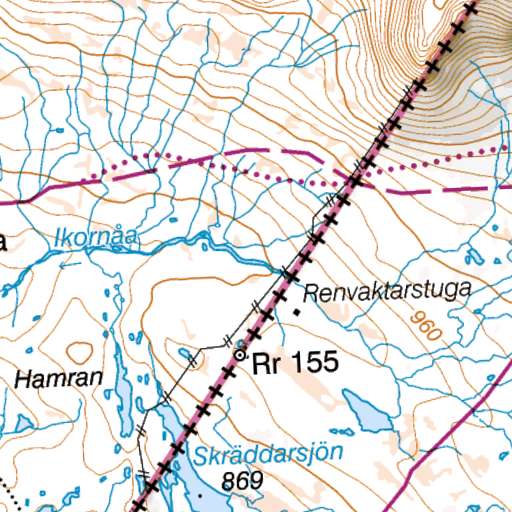 a
Ikornåa
Renvaktarstuga
960
Rr 155
Hamran
Skräddarsjön
869